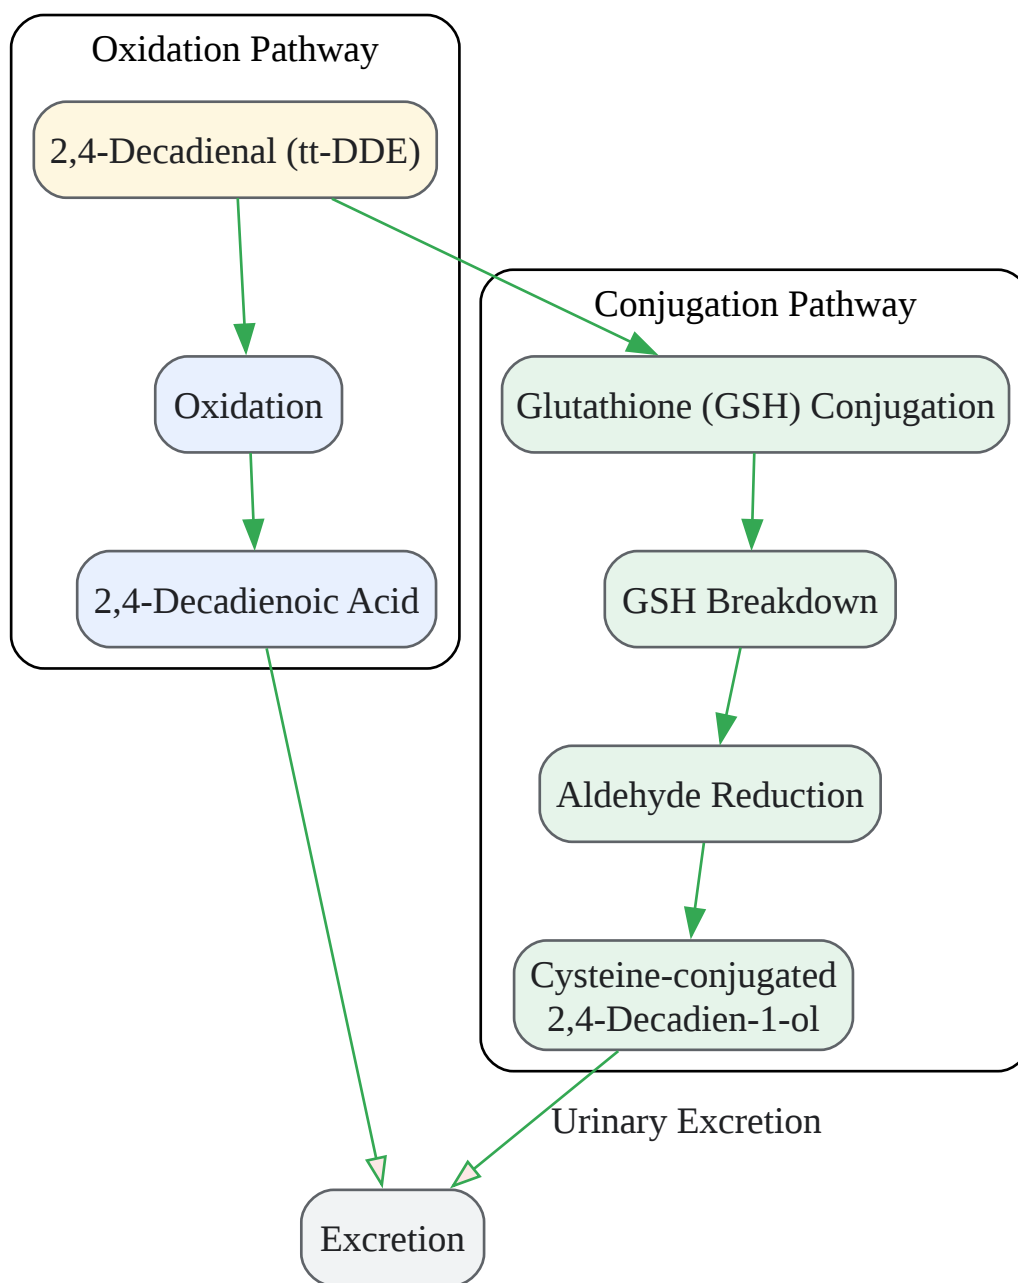 Oxidation Pathway
2,4-Decadienal (tt-DDE)
Oxidation
2,4-Decadienoic Acid
Conjugation Pathway
Glutathione (GSH) Conjugation
GSH Breakdown
Aldehyde Reduction
Cysteine-conjugated
2,4-Decadien-1-ol
Urinary Excretion
Excretion